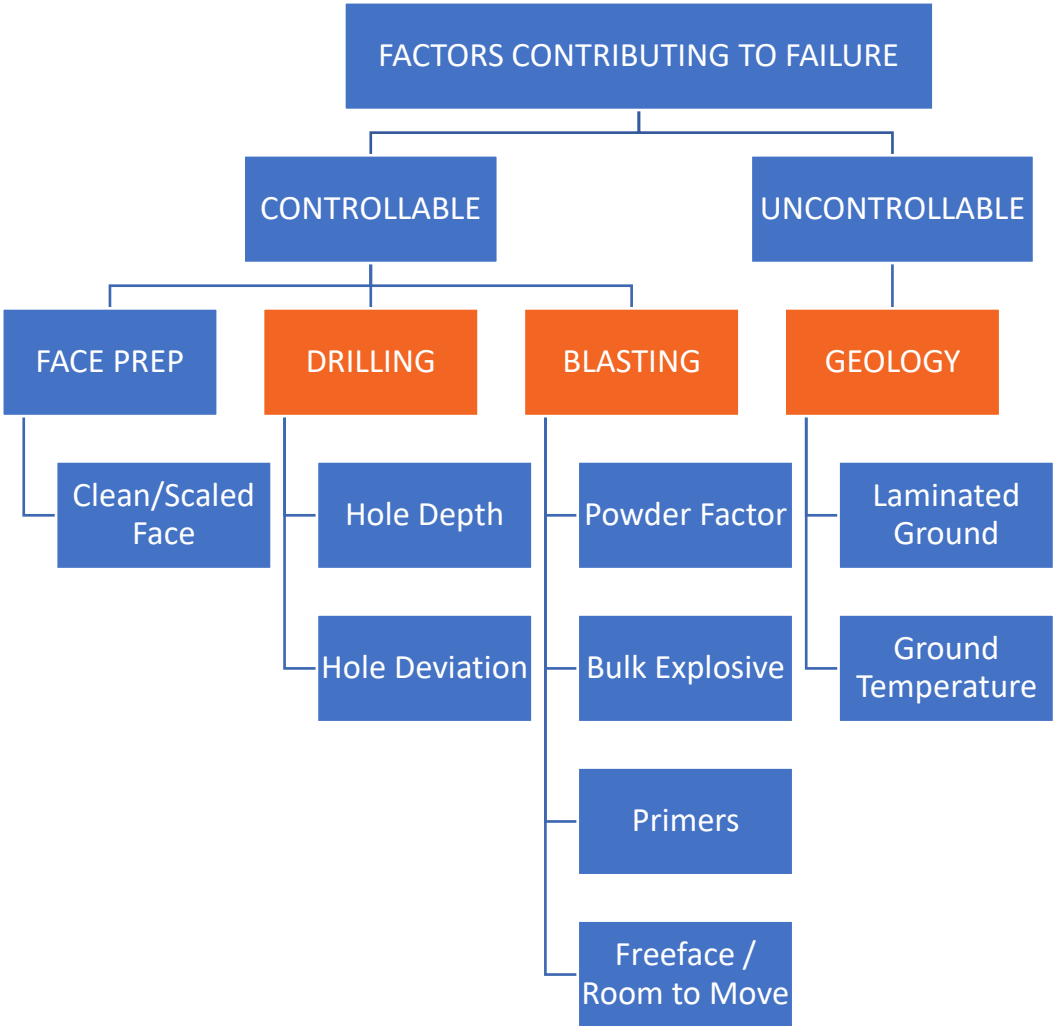 FACTORS CONTRIBUTING TO FAILURE
CONTROLLABLE
UNCONTROLLABLE
FACE PREP
DRILLING
BLASTING
GEOLOGY
Clean/Scaled
Face
Hole Depth
Hole Deviation
Powder Factor
Bulk Explosive
Primers
Freeface /
Room to Move
Laminated
Ground
Ground
Temperature